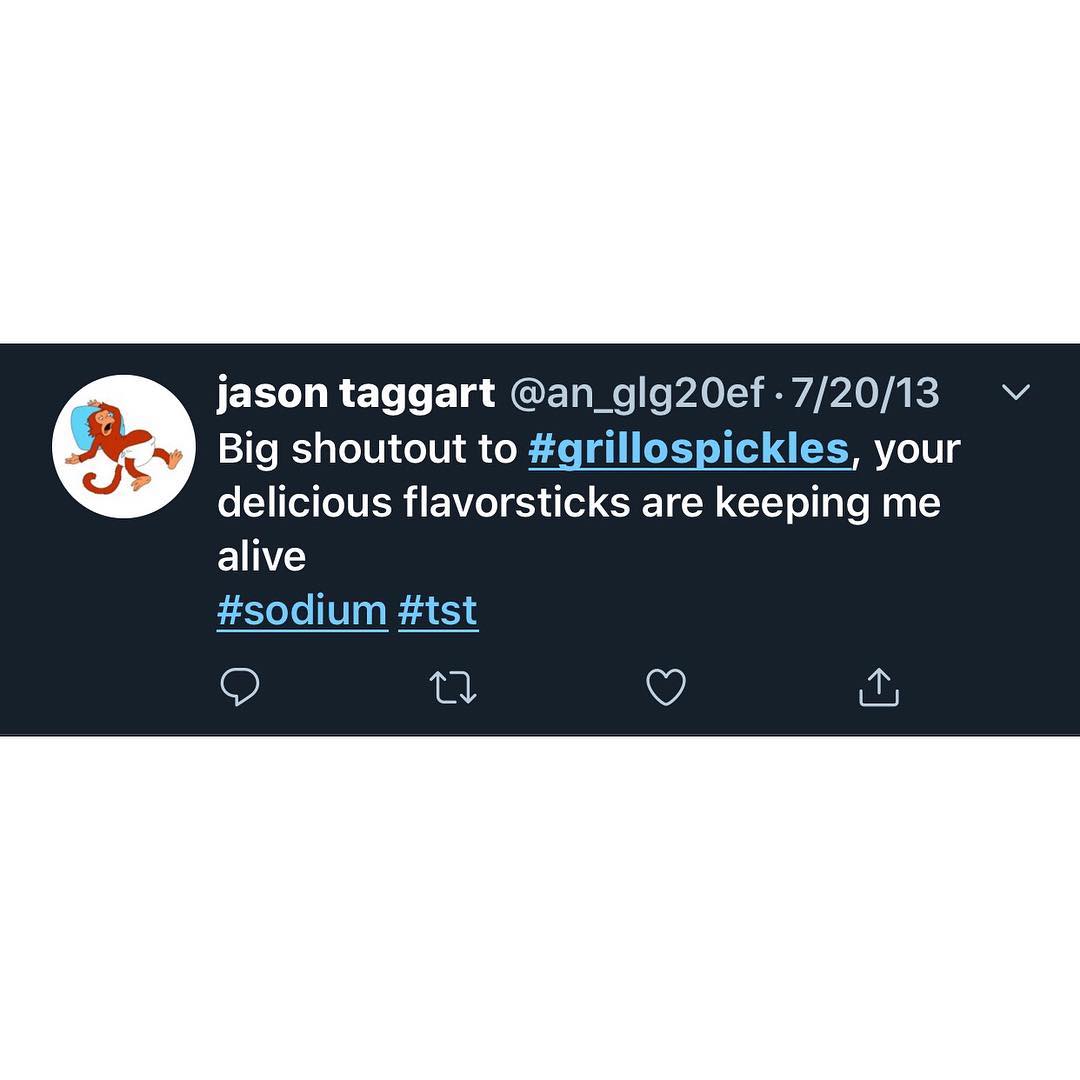 jason taggart @an_glg20ef · 7/20/13
Big shoutout to #grillospickles, your
delicious flavorsticks are keeping me
alive
#sodium #tst